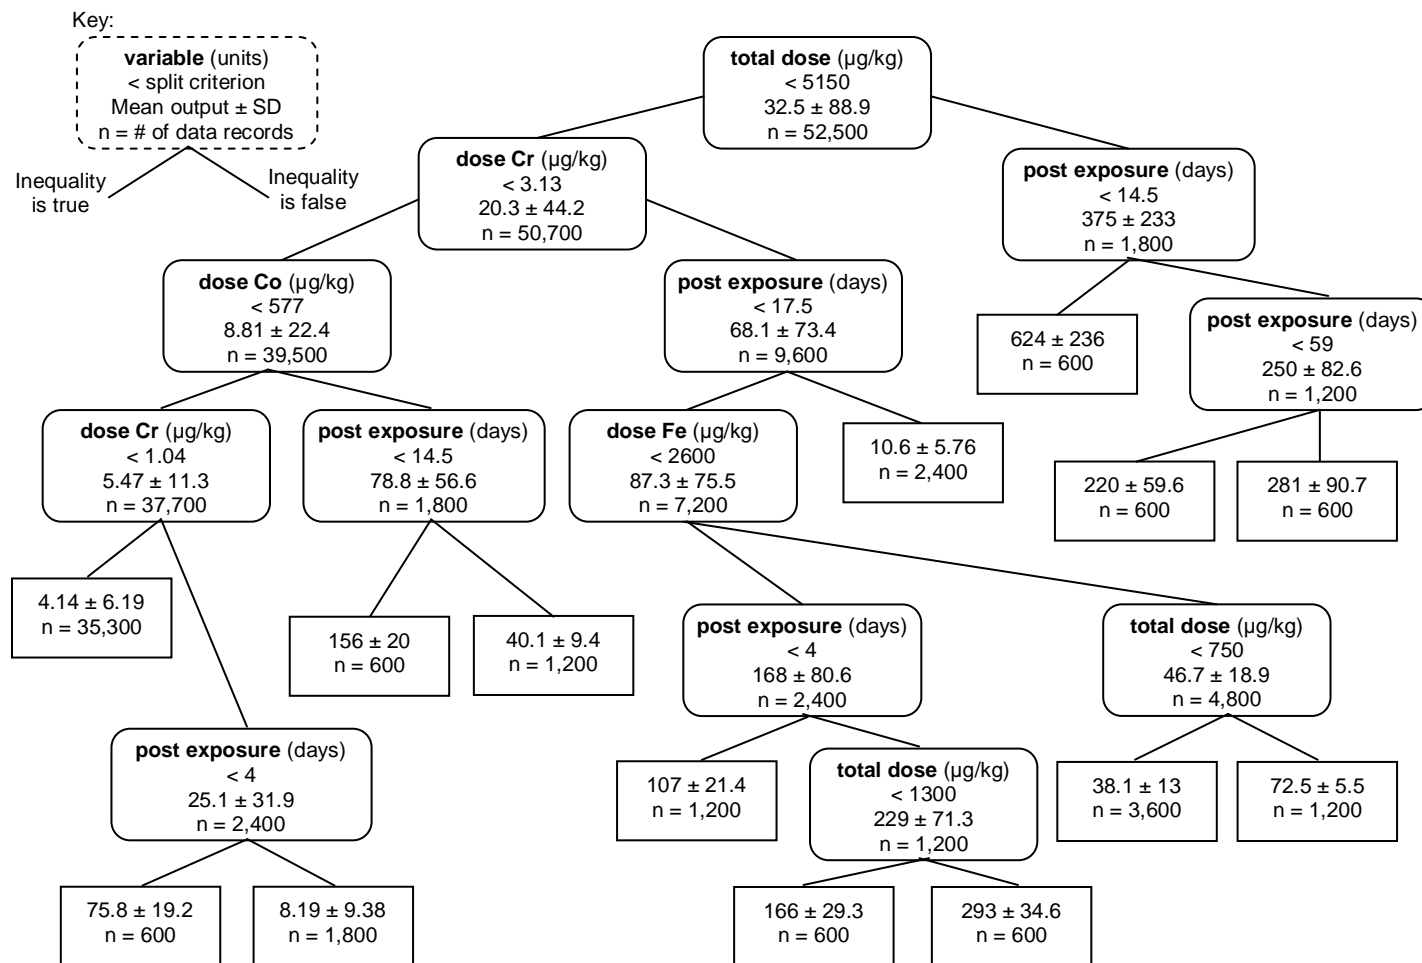 Key:
variable (units)
< split criterion
Mean output ± SD
n = # of data records
Inequality
is true
Inequality
is false
total dose (µg/kg)
< 5150
32.5 ± 88.9
n = 52,500
dose Cr (µg/kg)
< 3.13
20.3 ± 44.2
n = 50,700
post exposure (days)
< 14.5
375 ± 233
n = 1,800
dose Co (µg/kg)
< 577
8.81 ± 22.4
n = 39,500
post exposure (days)
< 17.5
68.1 ± 73.4
n = 9,600
624 ± 236
n = 600
post exposure (days)
< 59
250 ± 82.6
n = 1,200
dose Cr (µg/kg)
< 1.04
5.47 ± 11.3
n = 37,700
post exposure (days)
< 14.5
78.8 ± 56.6
n = 1,800
dose Fe (µg/kg)
< 2600
87.3 ± 75.5
n = 7,200
10.6 ± 5.76
n = 2,400
220 ± 59.6
n = 600
281 ± 90.7
n = 600
4.14 ± 6.19
n = 35,300
156 ± 20
n = 600
40.1 ± 9.4
n = 1,200
post exposure (days)
< 4
168 ± 80.6
n = 2,400
total dose (µg/kg)
< 750
46.7 ± 18.9
n = 4,800
post exposure (days)
< 4
25.1 ± 31.9
n = 2,400
107 ± 21.4
n = 1,200
total dose (µg/kg)
< 1300
229 ± 71.3
n = 1,200
38.1 ± 13
n = 3,600
72.5 ± 5.5
n = 1,200
75.8 ± 19.2
n = 600
8.19 ± 9.38
n = 1,800
166 ± 29.3
n = 600
293 ± 34.6
n = 600